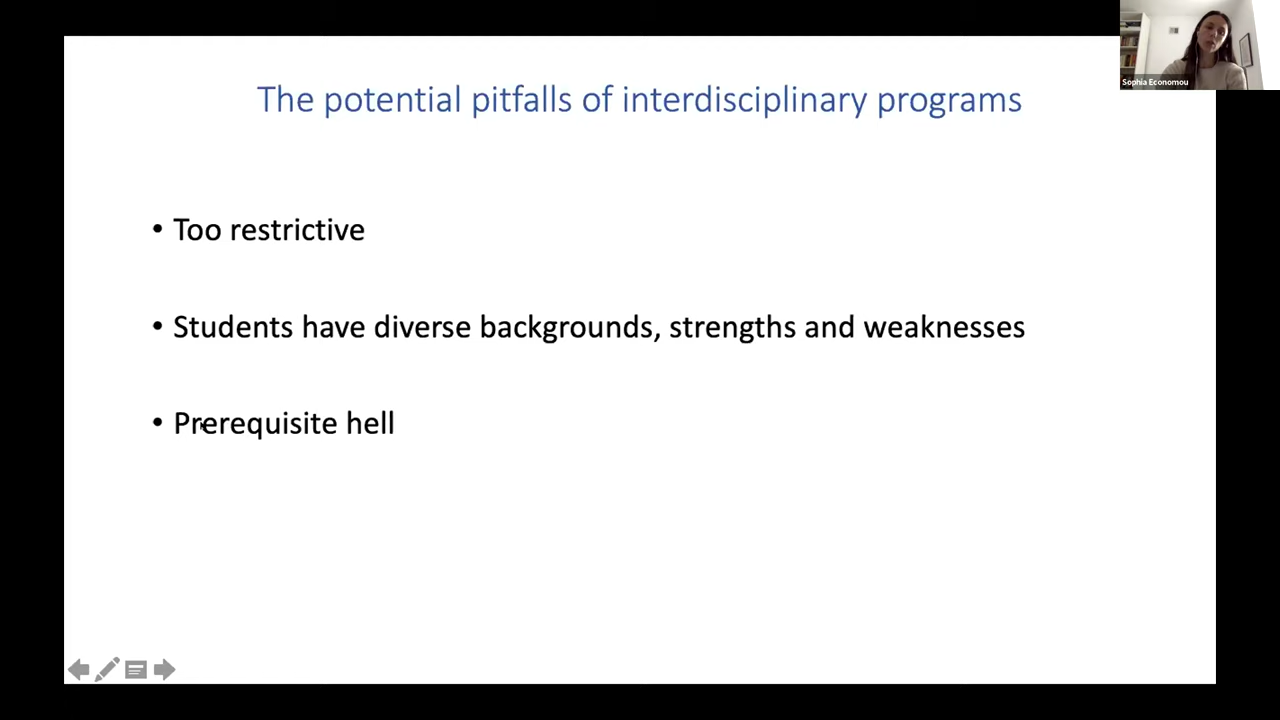 The potential pitfalls of interdisciplinary programs
Sophia Economou
• Too restrictive
• Students have diverse backgrounds, strengths and weaknesses
• Prerequisite hell